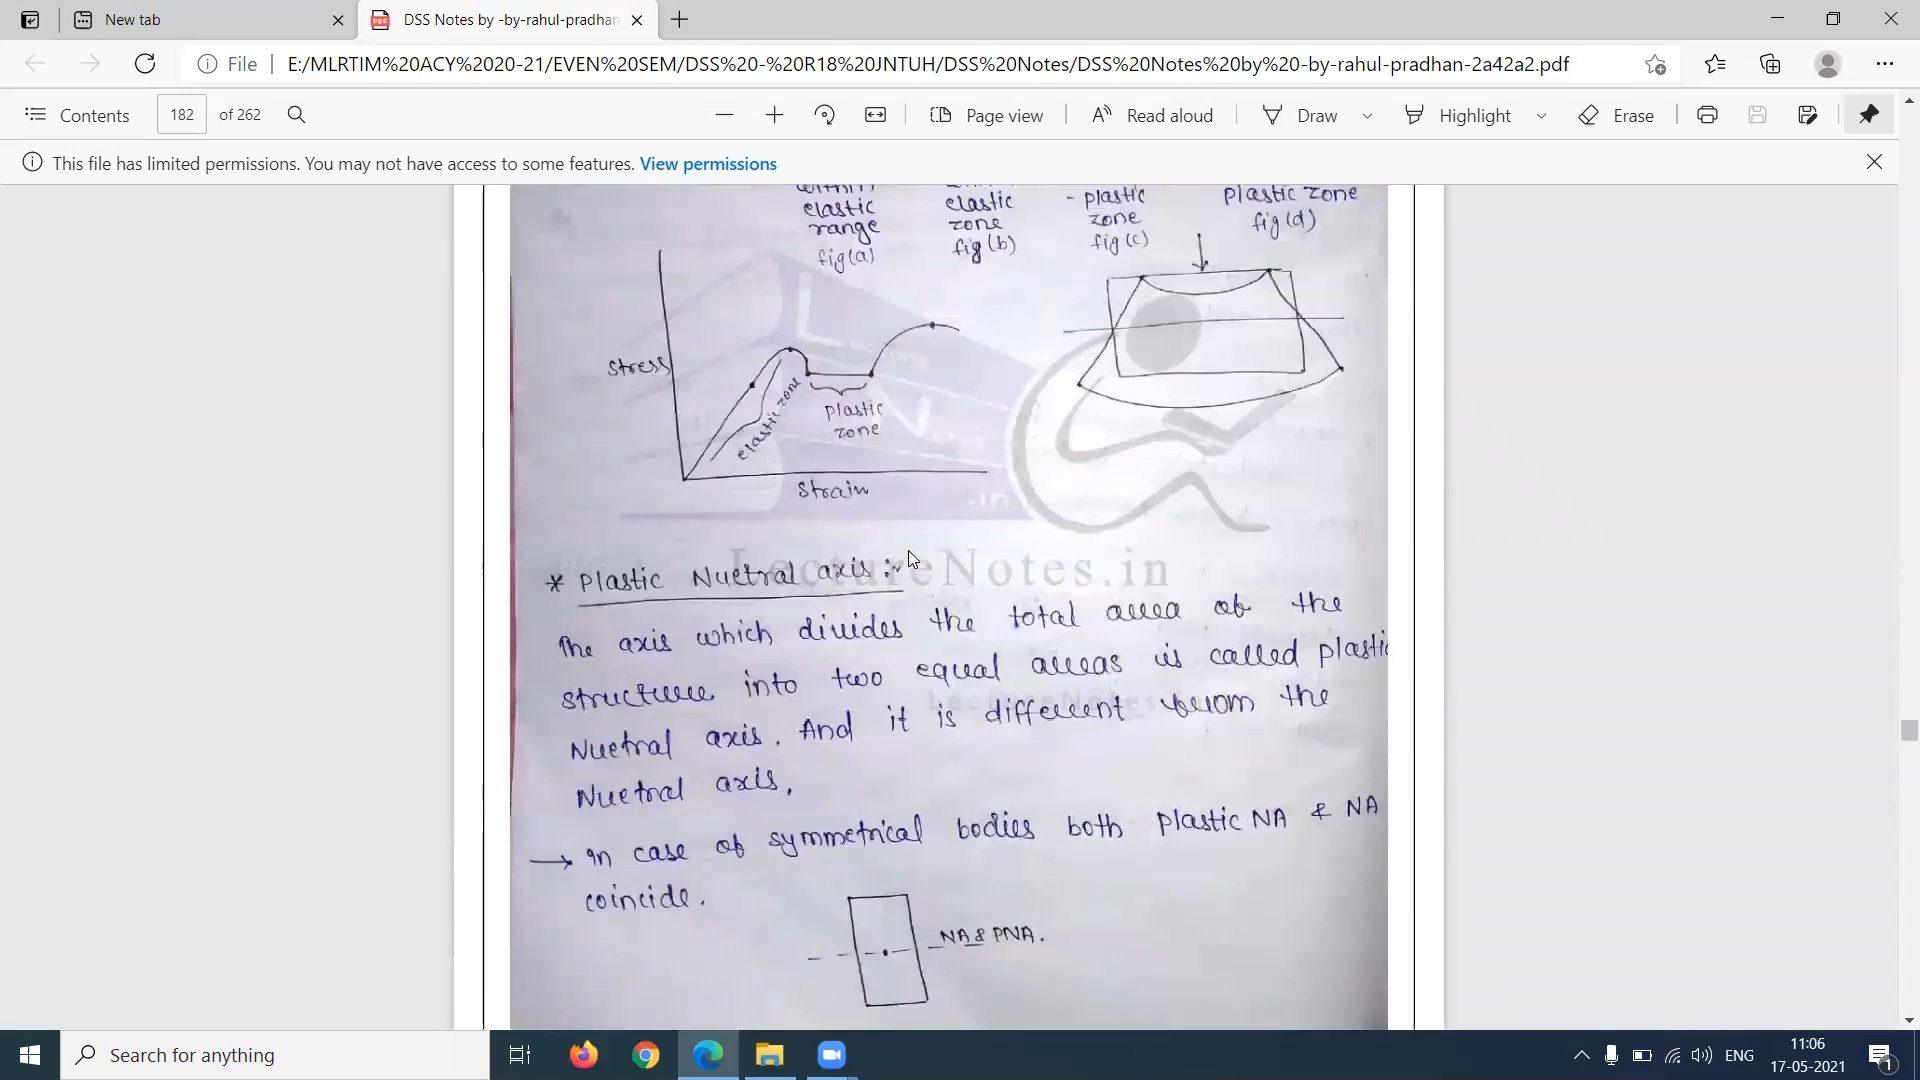 New tab
DSS Notes by -by-rahul-pradhan
File
E:/MLRTIM%20ACY%2020-21/EVEN%20SEM/DSS%20-%20R18%20JNTUH/DSS%20Notes/DSS%20Notes%20by%20-by-rahul-pradhan-2a42a2.pdf
Contents
182 of 262
Page view
Read aloud
Draw
Highlight
Erase
This file has limited permissions. You may not have access to some features. View permissions
within elastic range fig(a)
elastic zone fig(b)
- plastic zone fig(c)
plastic zone fig(d)
stress
elastic zone
plastic zone
strain
LectureNotes.in
* Plastic Nuetral axis :-
The axis which divides the total area of the
structure into two equal areas is called plastic
Nuetral axis. And it is different from the
Nuetral axis.
→ In case of symmetrical bodies both plastic NA & NA
coincide.
NA & PNA.
Search for anything
ENG
11:06
17-05-2021
1